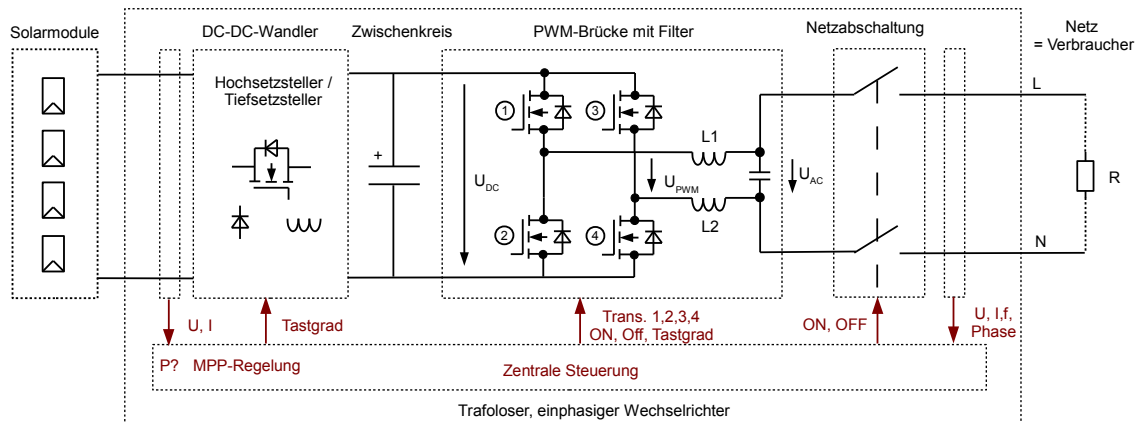 Solarmodule
DC-DC-Wandler
Zwischenkreis
PWM-Brücke mit Filter
Netzabschaltung
Netz
= Verbraucher
Hochsetzsteller /
Tiefsetzsteller
1
3
L
+
L1
U DC
U PWM
U AC
R
2
4
L2
N
U, I
Tastgrad
Trans. 1,2,3,4
ON, Off, Tastgrad
ON, OFF
U, I,f,
Phase
P? MPP-Regelung
Zentrale Steuerung
Trafoloser, einphasiger Wechselrichter